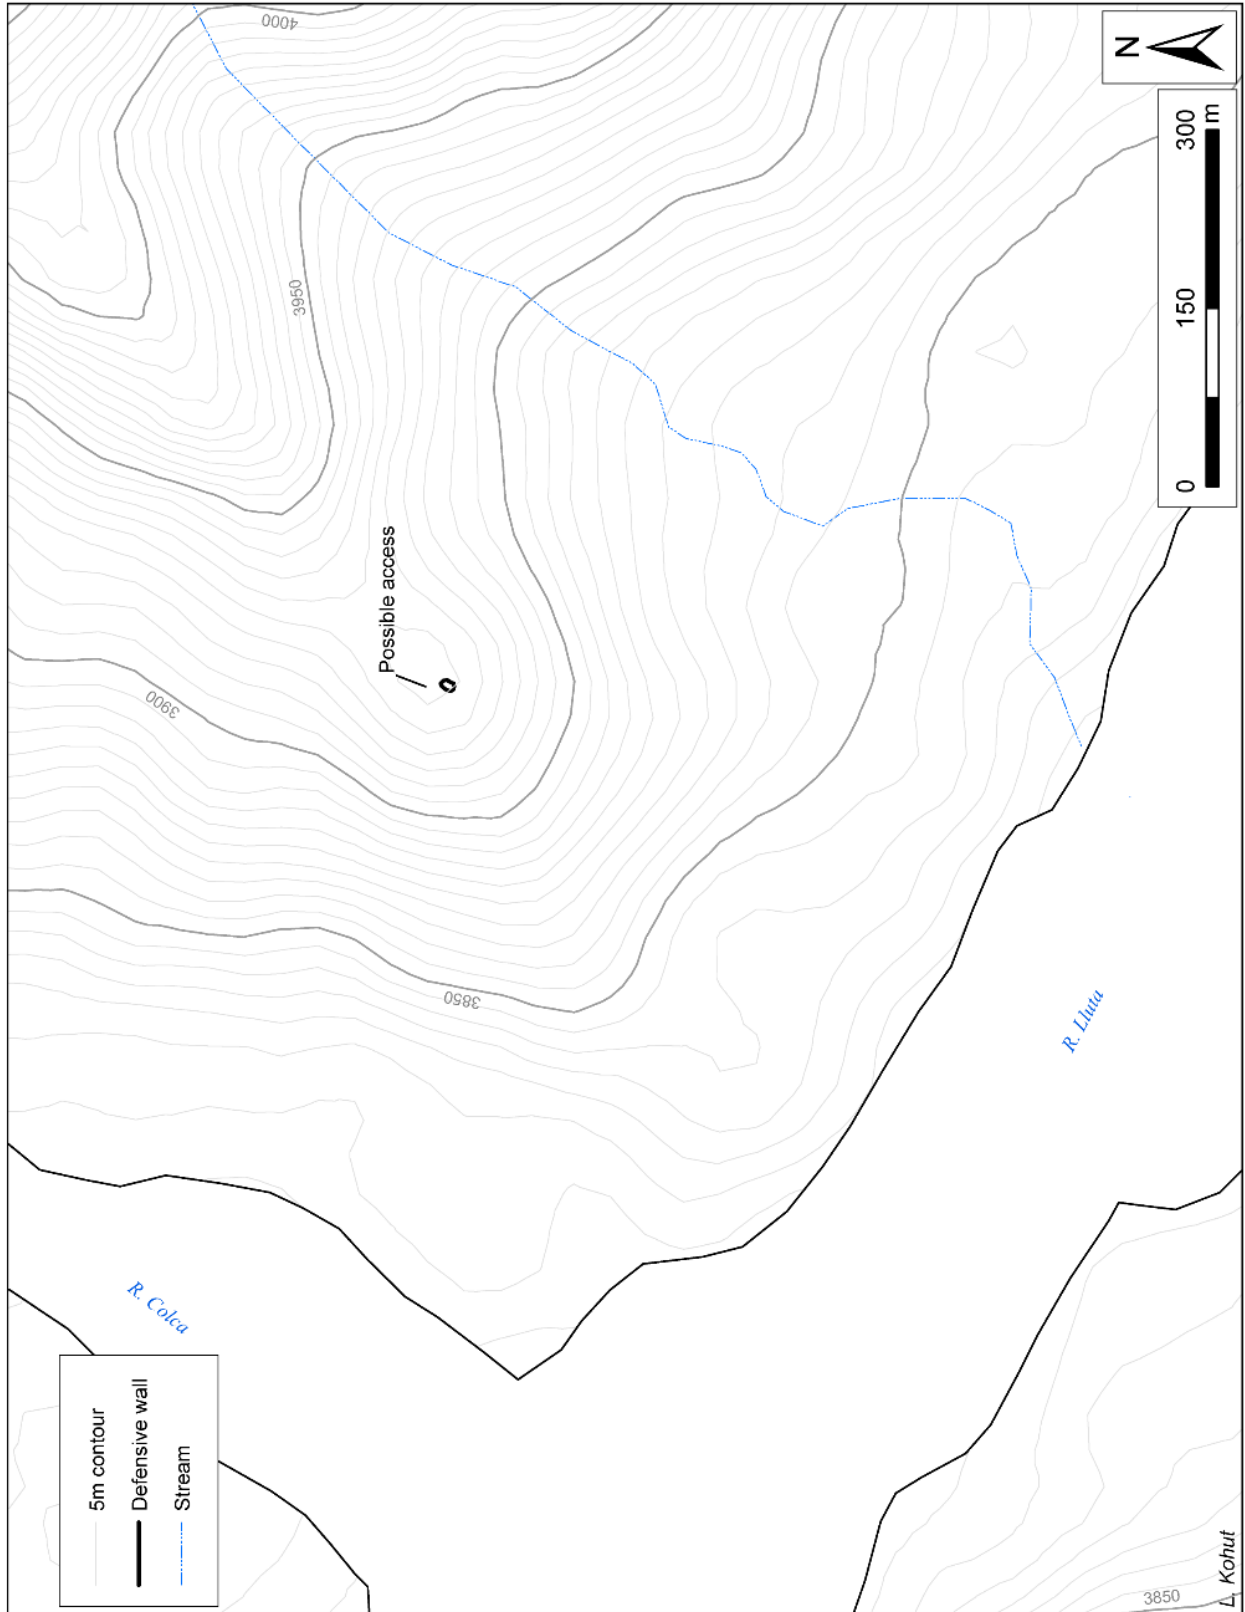 R. Colca
5m contour
Defensive wall
Stream
3900
3850
Possible access
3950
4000
R. Lluta
3850
L. Kohut
0
150
300
m
N